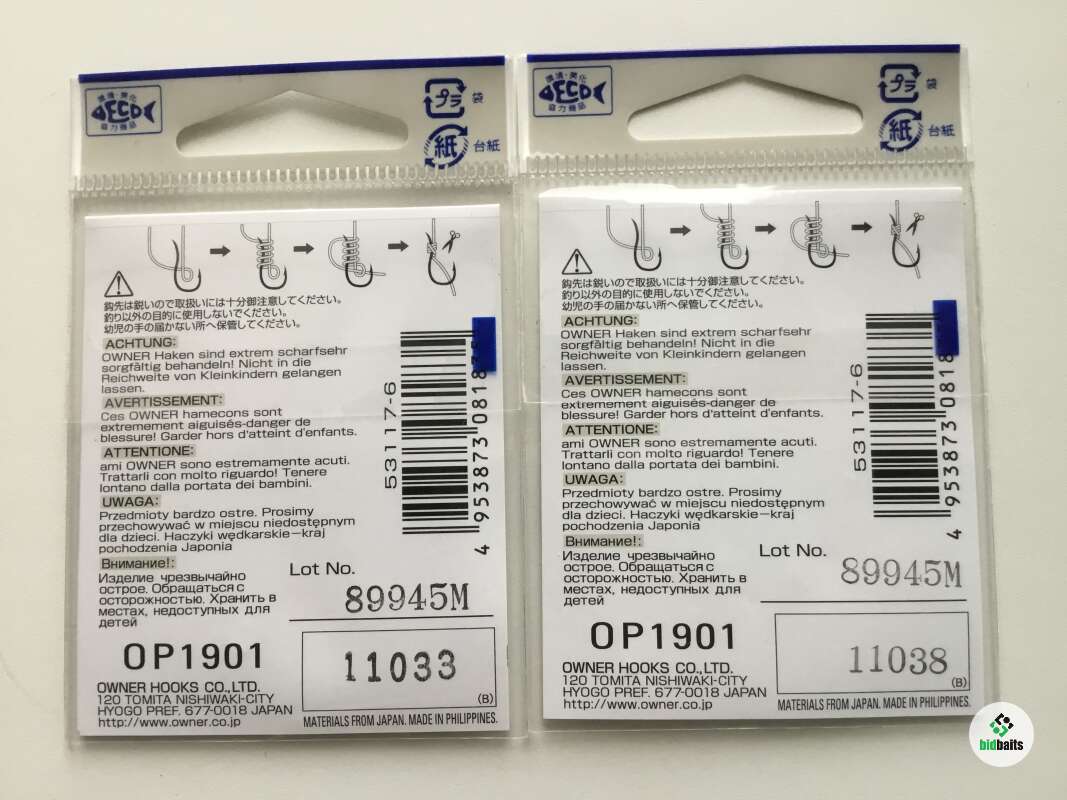 環境・美化
ECO
協力商品
プラ 袋
紙 台紙
鈎先は鋭いので取扱いには十分御注意してください。
釣り以外の目的に使用しないでください。
幼児の手の届かない所へ保管してください。
ACHTUNG:
OWNER Haken sind extrem scharfsehr
sorgfältig behandeln! Nicht in die
Reichweite von Kleinkindern gelangen
lassen.
AVERTISSEMENT:
Ces OWNER hamecons sont
extremement aiguisés-danger de
blessure! Garder hors d'atteint d'enfants.
ATTENTIONE:
ami OWNER sono estremamente acuti.
Trattarli con molto riguardo! Tenere
lontano dalla portata dei bambini.
UWAGA:
Przedmioty bardzo ostre. Prosimy
przechowywać w miejscu niedostępnym
dla dzieci. Haczyki wędkarskie-kraj
pochodzenia Japonia
Внимание!:
Изделие чрезвычайно
острое. Обращаться с
осторожностью. Хранить в
местах, недоступных для
детей
53117-6
4 953873 0818
Lot No.
89945M
OP1901
11033
(B)
OWNER HOOKS CO.,LTD.
120 TOMITA NISHIWAKI-CITY
HYOGO PREF. 677-0018 JAPAN
http://www.owner.co.jp
MATERIALS FROM JAPAN. MADE IN PHILIPPINES.
環境・美化
ECO
協力商品
プラ 袋
紙 台紙
鈎先は鋭いので取扱いには十分御注意してください。
釣り以外の目的に使用しないでください。
幼児の手の届かない所へ保管してください。
ACHTUNG:
OWNER Haken sind extrem scharfsehr
sorgfältig behandeln! Nicht in die
Reichweite von Kleinkindern gelangen
lassen.
AVERTISSEMENT:
Ces OWNER hamecons sont
extremement aiguisés-danger de
blessure! Garder hors d'atteint d'enfants.
ATTENTIONE:
ami OWNER sono estremamente acuti.
Trattarli con molto riguardo! Tenere
lontano dalla portata dei bambini.
UWAGA:
Przedmioty bardzo ostre. Prosimy
przechowywać w miejscu niedostępnym
dla dzieci. Haczyki wędkarskie-kraj
pochodzenia Japonia
Внимание!:
Изделие чрезвычайно
острое. Обращаться с
осторожностью. Хранить в
местах, недоступных для
детей
53117-6
4 953873 0818
Lot No.
89945M
OP1901
11038
(B)
OWNER HOOKS CO.,LTD.
120 TOMITA NISHIWAKI-CITY
HYOGO PREF. 677-0018 JAPAN
http://www.owner.co.jp
MATERIALS FROM JAPAN. MADE IN PHILIPPINES.
bidbaits